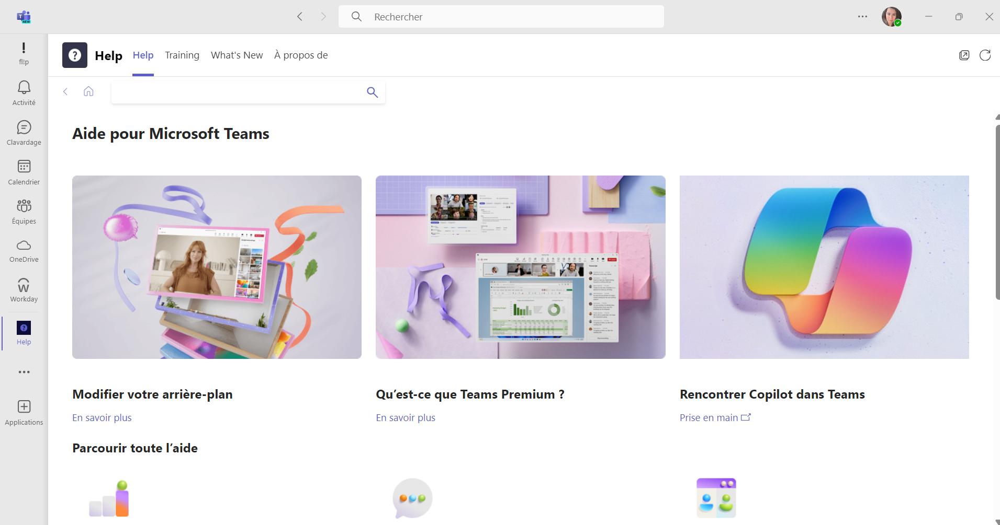 T
NEW
Rechercher
fl!p
Activité
Clavardage
Calendrier
Équipes
OneDrive
Workday
Help
Applications
Help
Help
Training
What's New
À propos de
Aide pour Microsoft Teams
Modifier votre arrière-plan
En savoir plus
Qu’est-ce que Teams Premium ?
En savoir plus
Rencontrer Copilot dans Teams
Prise en main
Parcourir toute l’aide